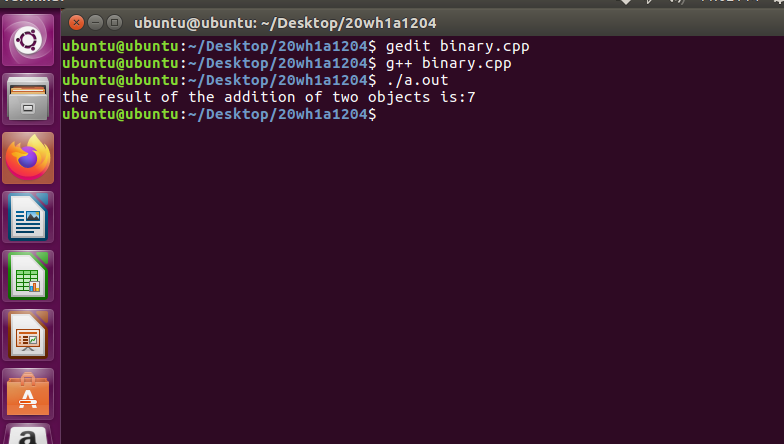 ubuntu@ubuntu: ~/Desktop/20wh1a1204
ubuntu@ubuntu:~/Desktop/20wh1a1204$ gedit binary.cpp
ubuntu@ubuntu:~/Desktop/20wh1a1204$ g++ binary.cpp
ubuntu@ubuntu:~/Desktop/20wh1a1204$ ./a.out
the result of the addition of two objects is:7
ubuntu@ubuntu:~/Desktop/20wh1a1204$